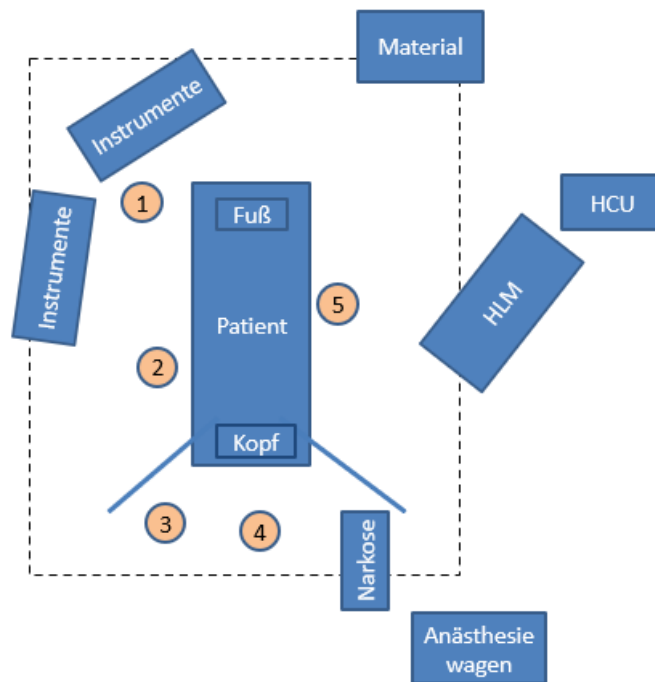 Material
Instrumente
HCU
1
Fuß
Instrumente
HLM
5
Patient
2
Kopf
3
4
Narkose
Anästhesie
wagen